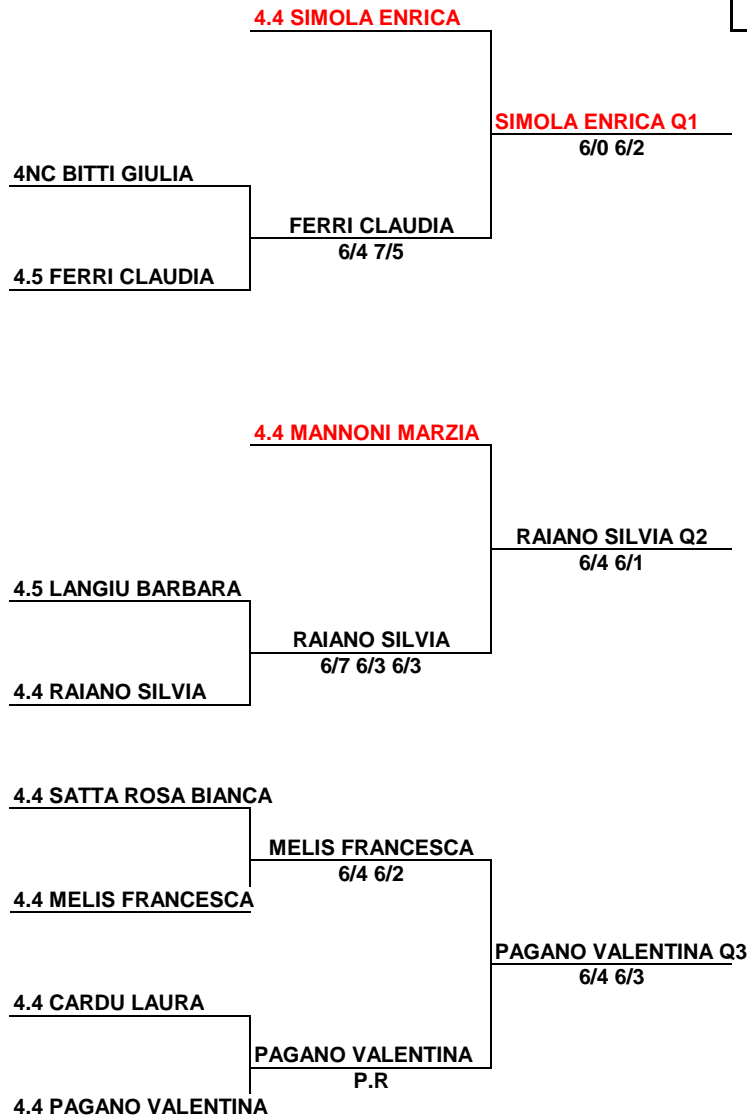 4.4 SIMOLA ENRICA
SIMOLA ENRICA Q1
6/0 6/2
4NC BITTI GIULIA
FERRI CLAUDIA
6/4 7/5
4.5 FERRI CLAUDIA
4.4 MANNONI MARZIA
RAIANO SILVIA Q2
6/4 6/1
4.5 LANGIU BARBARA
RAIANO SILVIA
6/7 6/3 6/3
4.4 RAIANO SILVIA
4.4 SATTA ROSA BIANCA
MELIS FRANCESCA
6/4 6/2
4.4 MELIS FRANCESCA
PAGANO VALENTINA Q3
6/4 6/3
4.4 CARDU LAURA
PAGANO VALENTINA
P.R
4.4 PAGANO VALENTINA